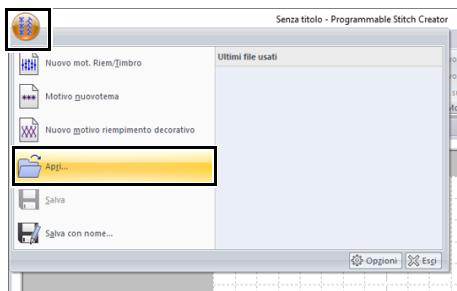 Senza titolo - Programmable Stitch Creator
Nuovo mot. Riem/Timbro
Ultimi file usati
Motivo nuovotema
Nuovo motivo riempimento decorativo
Apri...
Salva
Salva con nome...
Opzioni
Esci